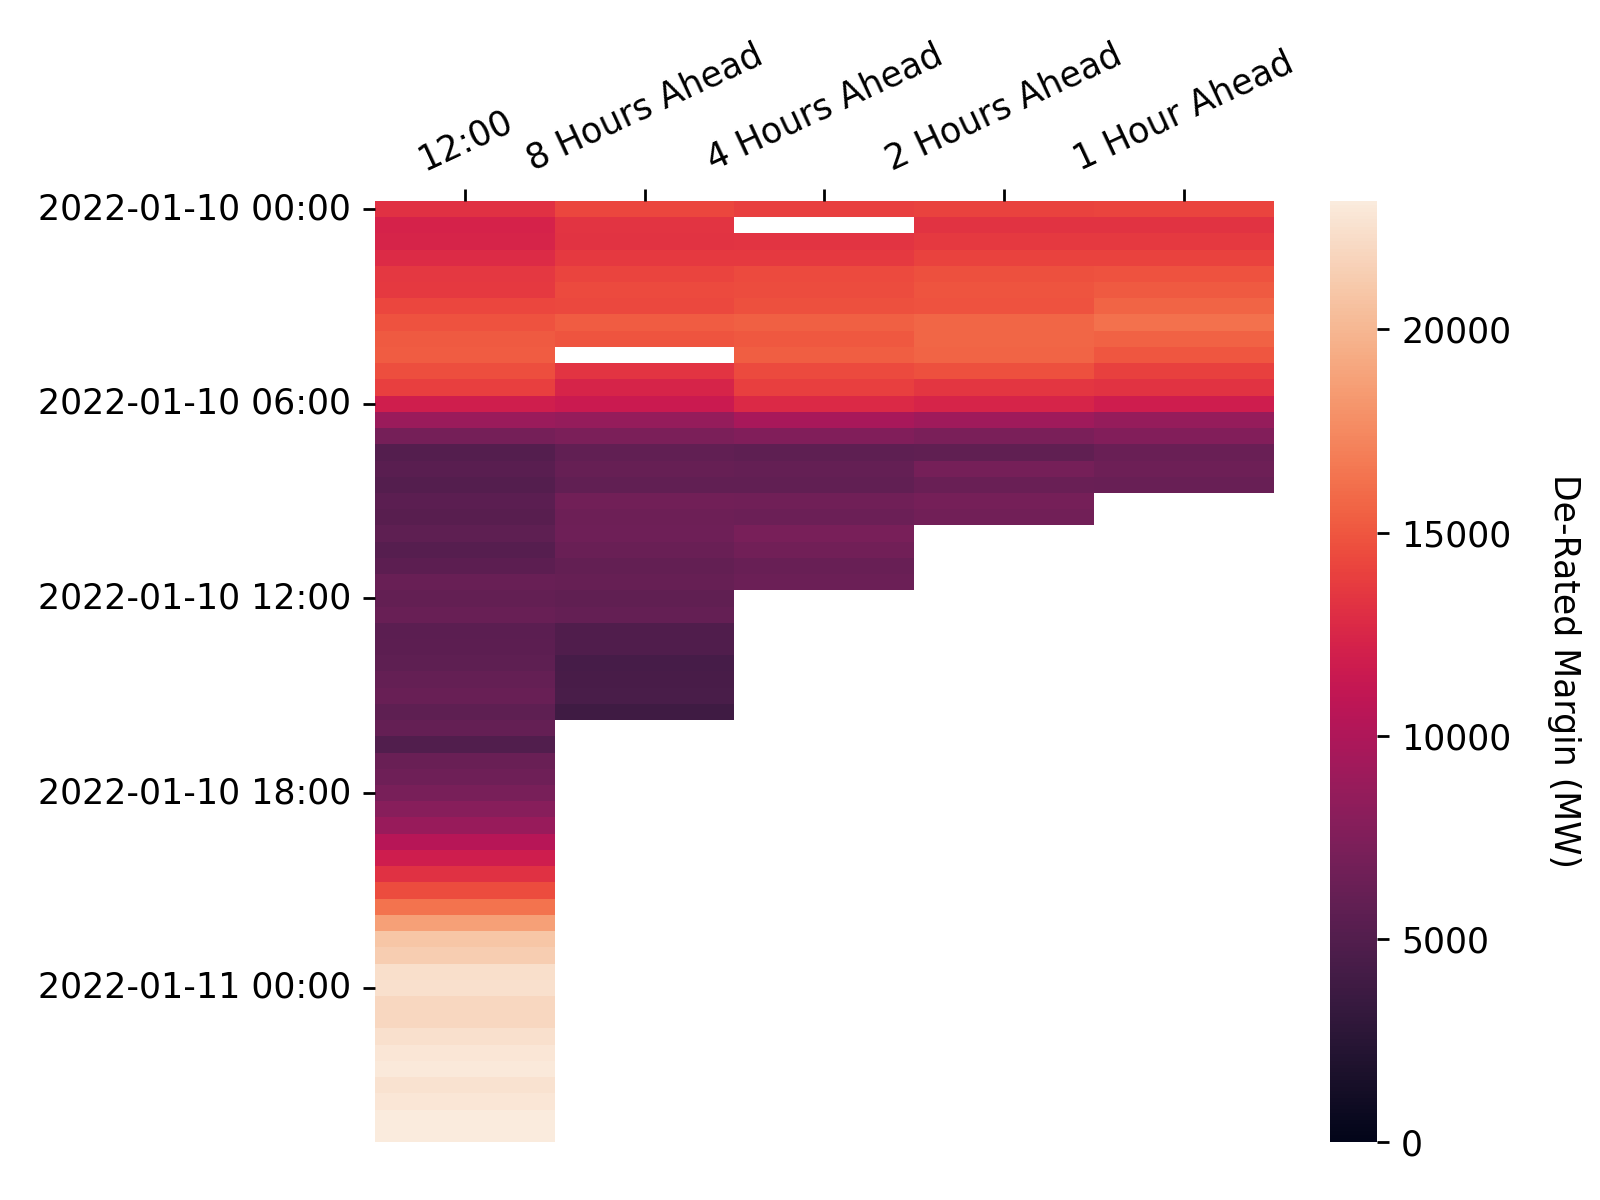 12:00
8 Hours Ahead
4 Hours Ahead
2 Hours Ahead
1 Hour Ahead
2022-01-10 00:00
2022-01-10 06:00
2022-01-10 12:00
2022-01-10 18:00
2022-01-11 00:00
20000
15000
10000
5000
0
De-Rated Margin (MW)